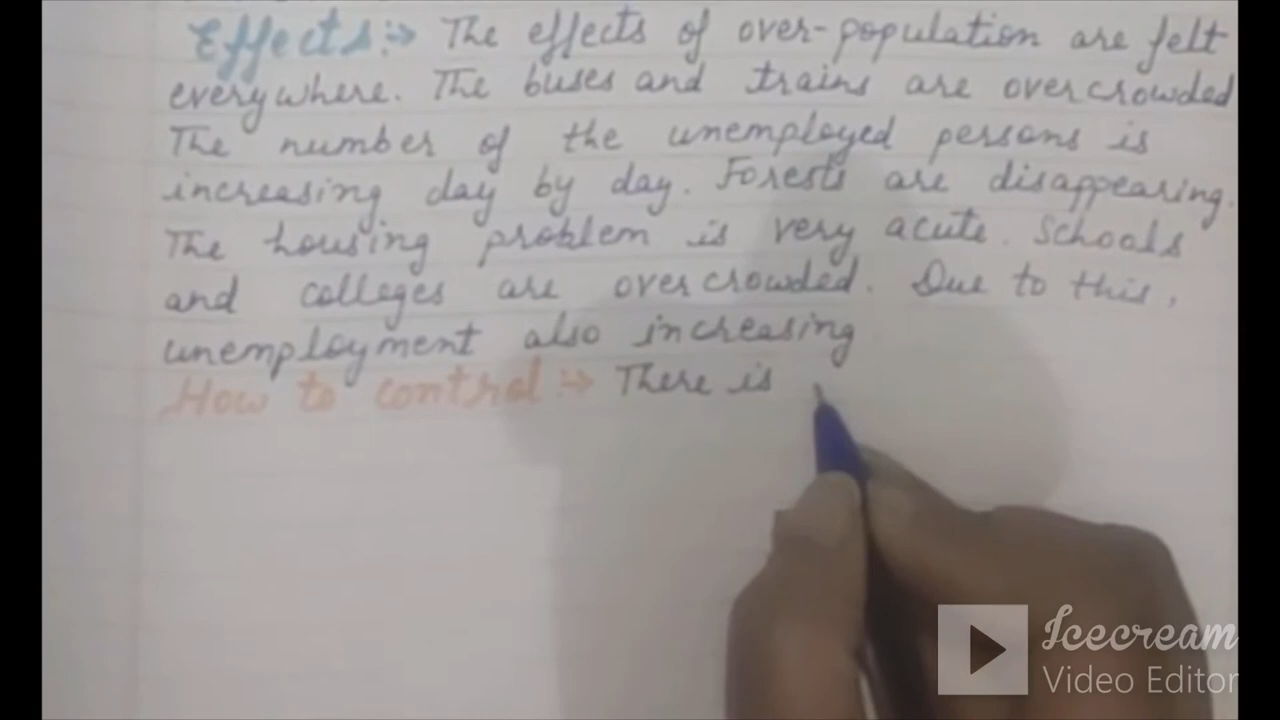 Effects :-> The effects of over-population are felt
everywhere. The buses and trains are overcrowded
The number of the unemployed persons is
increasing day by day. Forests are disappearing.
The housing problem is very acute. Schools
and colleges are overcrowded. Due to this,
unemployment also increasing
How to control :-> There is
Icecream
Video Editor